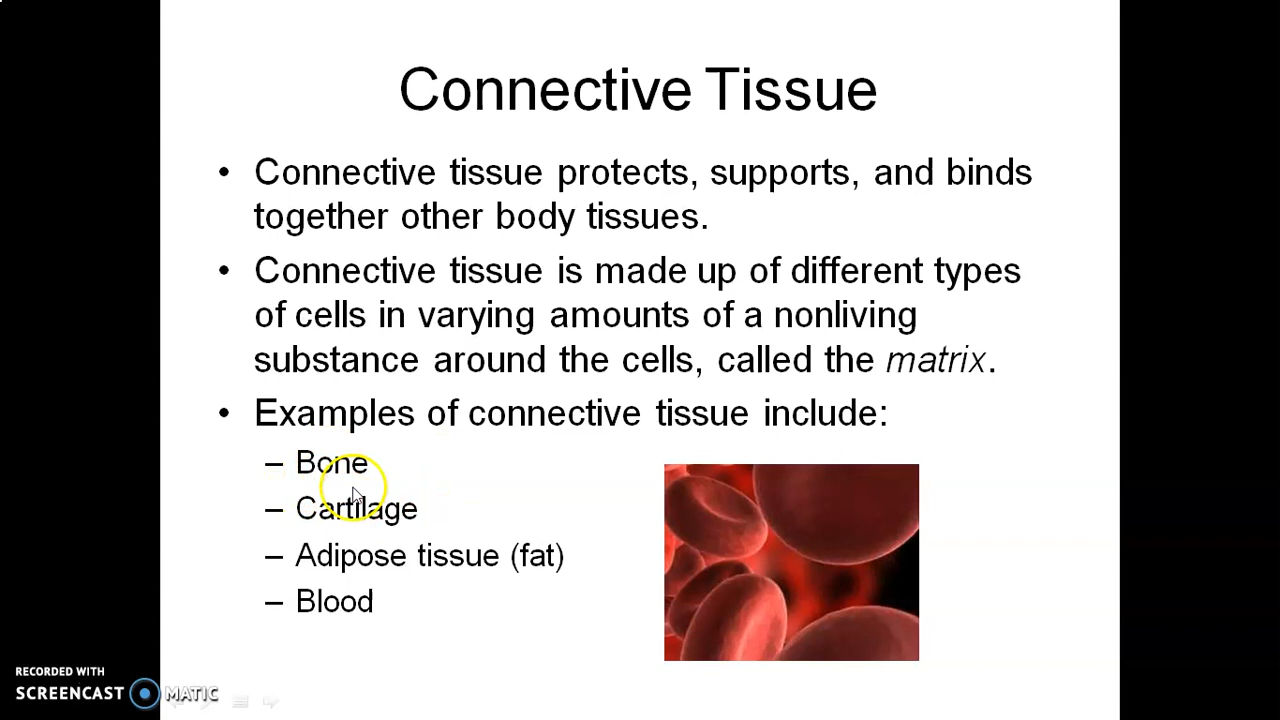 Connective Tissue
• Connective tissue protects, supports, and binds
together other body tissues.
• Connective tissue is made up of different types
of cells in varying amounts of a nonliving
substance around the cells, called the matrix.
• Examples of connective tissue include:
– Bone
– Cartilage
– Adipose tissue (fat)
– Blood
RECORDED WITH
SCREENCAST MATIC